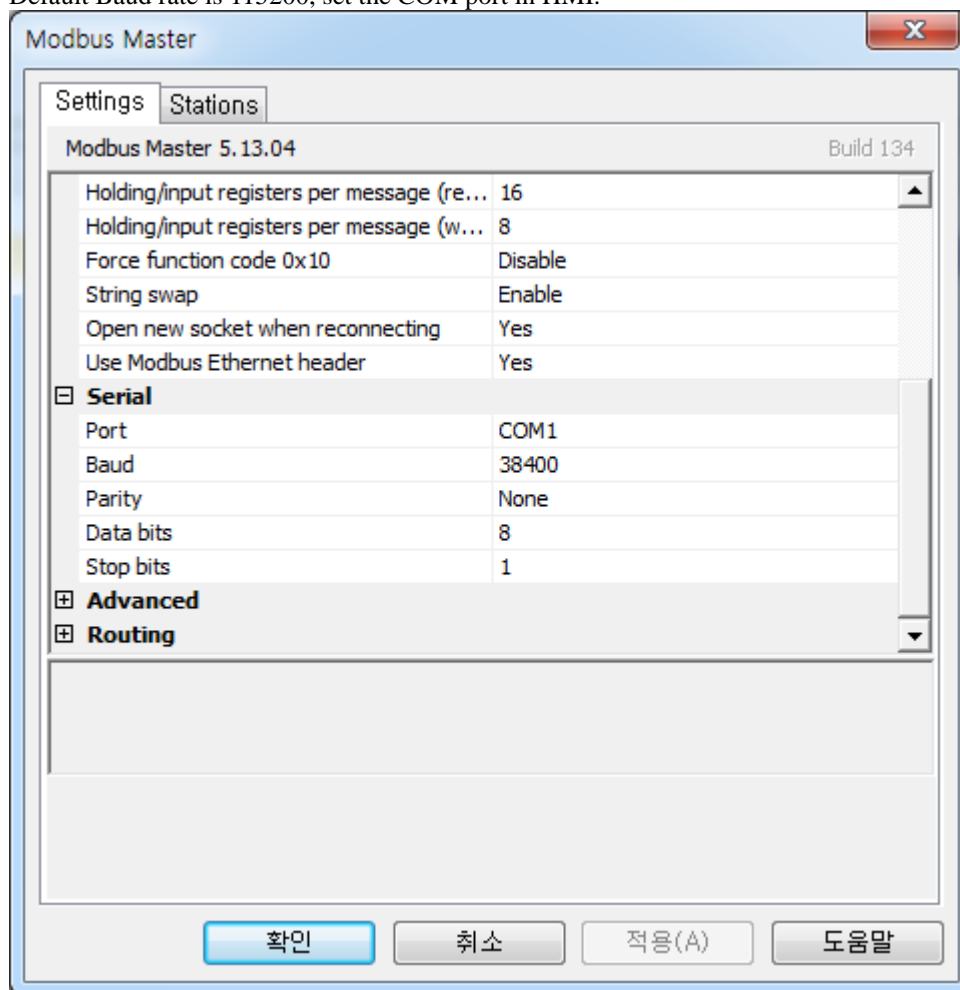 Default Baud rate is 115200, set the COM port in HMI.
Modbus Master
Settings Stations
Modbus Master 5.13.04 Build 134
Holding/input registers per message (re... 16
Holding/input registers per message (w... 8
Force function code 0x10 Disable
String swap Enable
Open new socket when reconnecting Yes
Use Modbus Ethernet header Yes
Serial
Port COM1
Baud 38400
Parity None
Data bits 8
Stop bits 1
Advanced
Routing
확인 취소 적용(A) 도움말